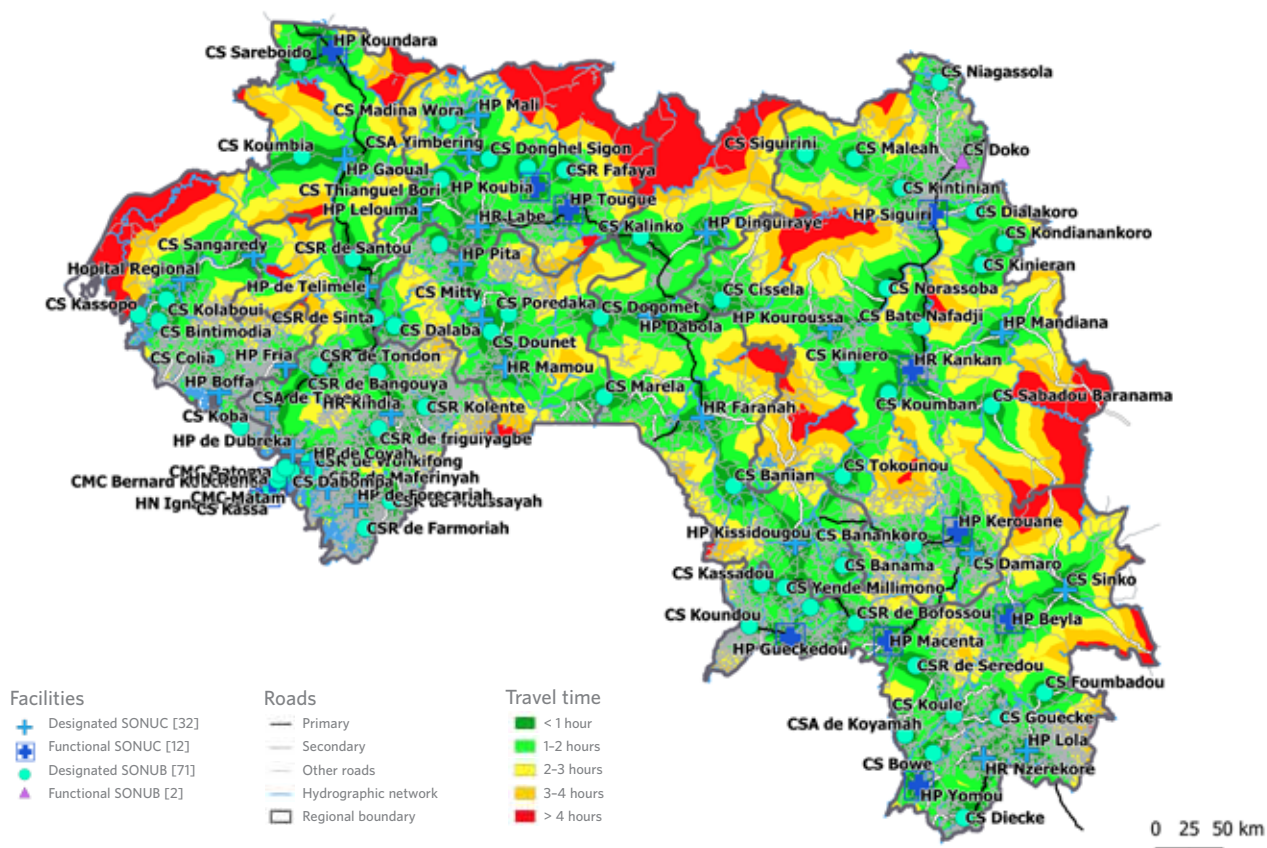 HP Koundara
CS Sareboido
CS Niagassola
CS Madina Wora
HP Mali
CS Koumbia
CSA Yimbering
CS Donghel Sigon
CS Siguirini
CS Maleah
CS Doko
HP Gaoual
CSR Fafaya
CS Thianguel Bori
HP Koubia
CS Kintinian
HP Lelouma
HR Labe
HP Tougue
HP Siguiri
CS Dialakoro
CS Kalinko
HP Dinguiraye
CS Kondianankoro
CS Sangaredy
CSR de Santou
HP Pita
CS Kinieran
Hopital Regional
HP de Telimele
CS Mitty
CS Cissela
CS Norassoba
CS Kassopo
CS Kolaboui
CSR de Sinta
CS Poredaka
CS Dogomet
HP Kouroussa
CS Bate Nafadji
HP Mandiana
CS Bintimodia
CS Dalaba
HP Dabola
CS Dounet
CS Colia
HP Fria
CSR de Tondon
HR Mamou
CS Kiniero
HR Kankan
HP Boffa
CSR de Bangouya
CS Marela
CS Sabadou Baranama
CSA de
HR Kindia
CSR Kolente
HR Faranah
CS Koumban
CS Koba
HP de Dubreka
CSR de friguiyagbe
HP de Coyah
CSR de Wonkifong
CS Tokounou
CMC Ratoma
CMC Bernard
CS Dabompa
Maferinyah
CS Banian
HN
CMC Matam
HP de Forecariah
CSR de Moussayah
CS Kassa
CSR de Farmoriah
HP Kerouane
HP Kissidougou
CS Banankoro
CS Banama
CS Damaro
CS Kassadou
CS Yende Millimono
CS Sinko
CS Koundou
CSR de Bofossou
HP Beyla
HP Gueckedou
HP Macenta
CSR de Seredou
CS Foumbadou
CS Koule
CS Gouecke
CSA de Koyamah
HP Lola
CS Bowe
HR Nzerekore
HP Yomou
CS Diecke
Facilities
Designated SONUC [32]
Functional SONUC [12]
Designated SONUB [71]
Functional SONUB [2]
Roads
Primary
Secondary
Other roads
Hydrographic network
Regional boundary
Travel time
< 1 hour
1–2 hours
2–3 hours
3–4 hours
> 4 hours
0 25 50 km